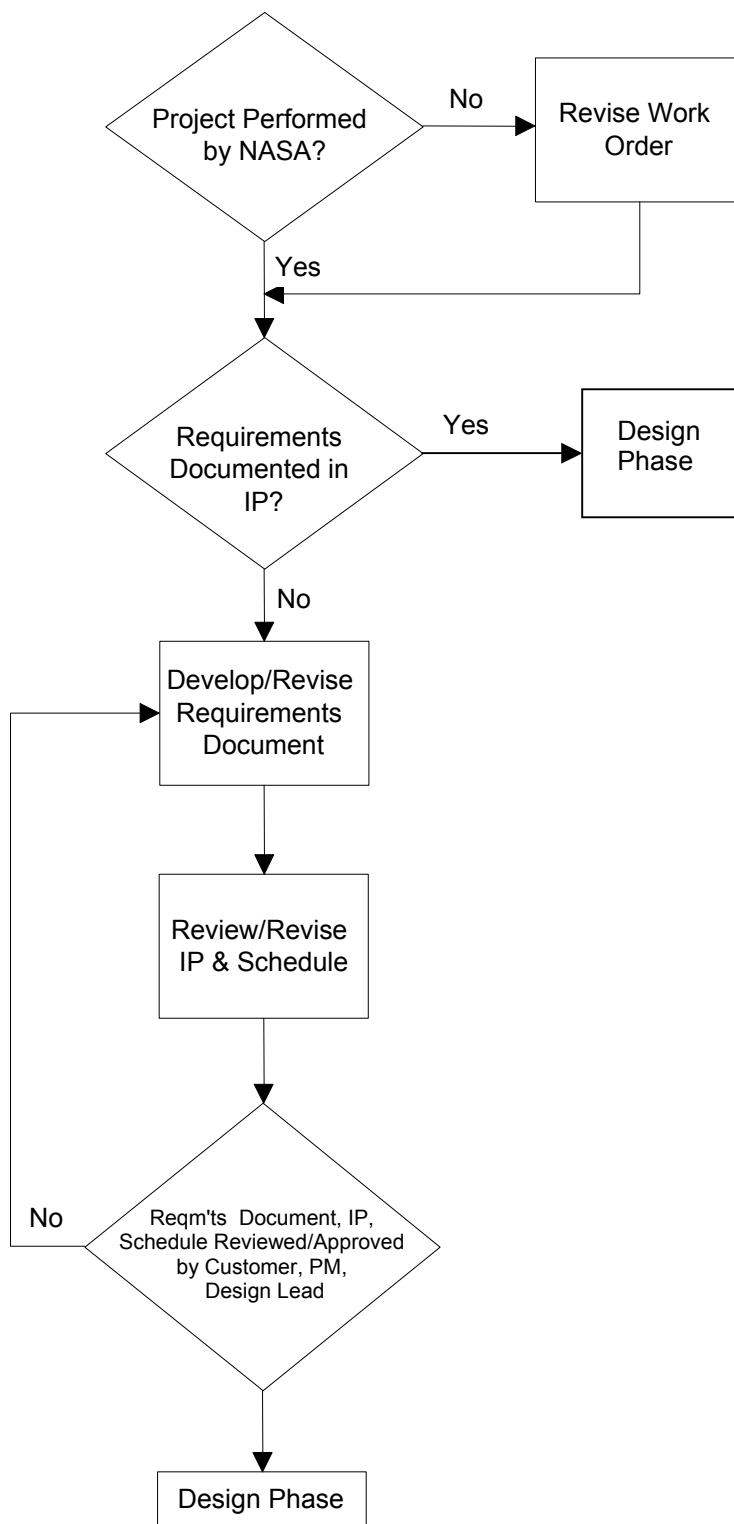 Project Performed
by NASA?
No
Revise Work
Order
Yes
Requirements
Documented in
IP?
Yes
Design
Phase
No
Develop/Revise
Requirements
Document
Review/Revise
IP & Schedule
No
Reqm'ts Document, IP,
Schedule Reviewed/Approved
by Customer, PM,
Design Lead
Design Phase